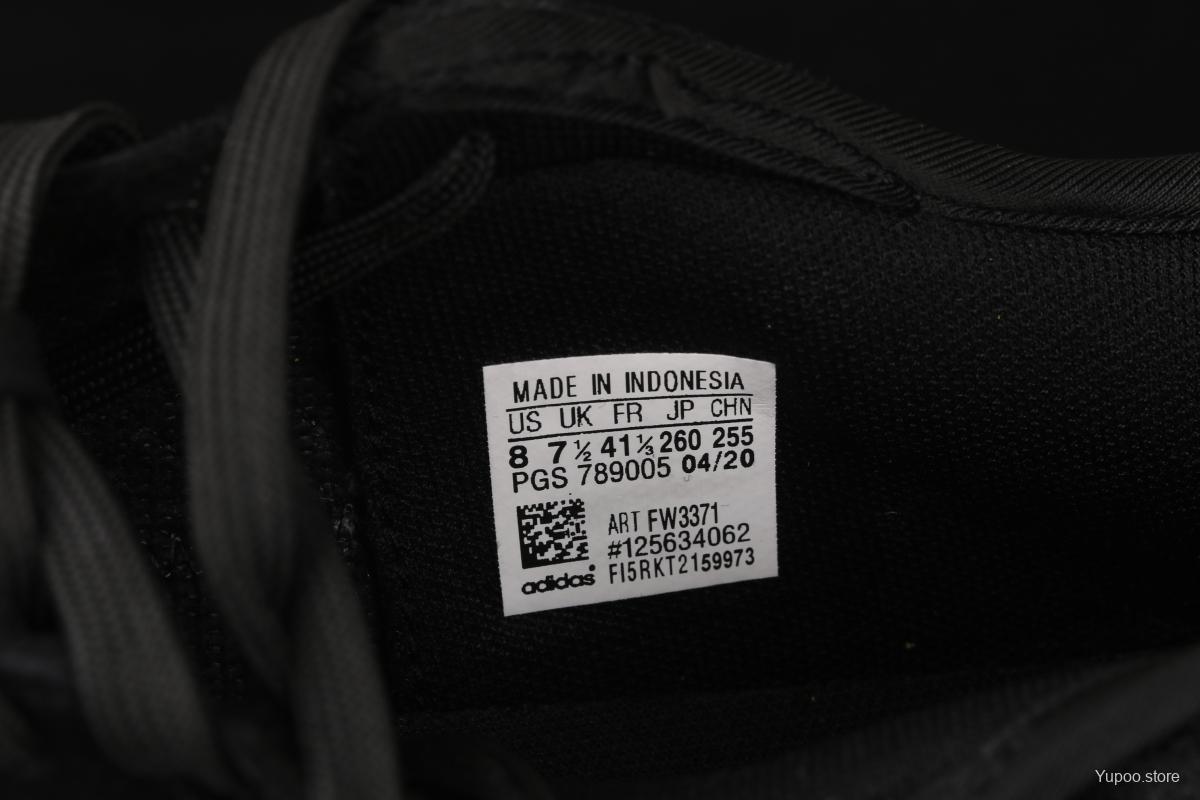 MADE IN INDONESIA
US UK FR JP CHN
8 7½ 41⅓ 260 255
PGS 789005 04/20
ART FW3371
#125634062
adidas
FI5RKT2159973
Yupoo.store